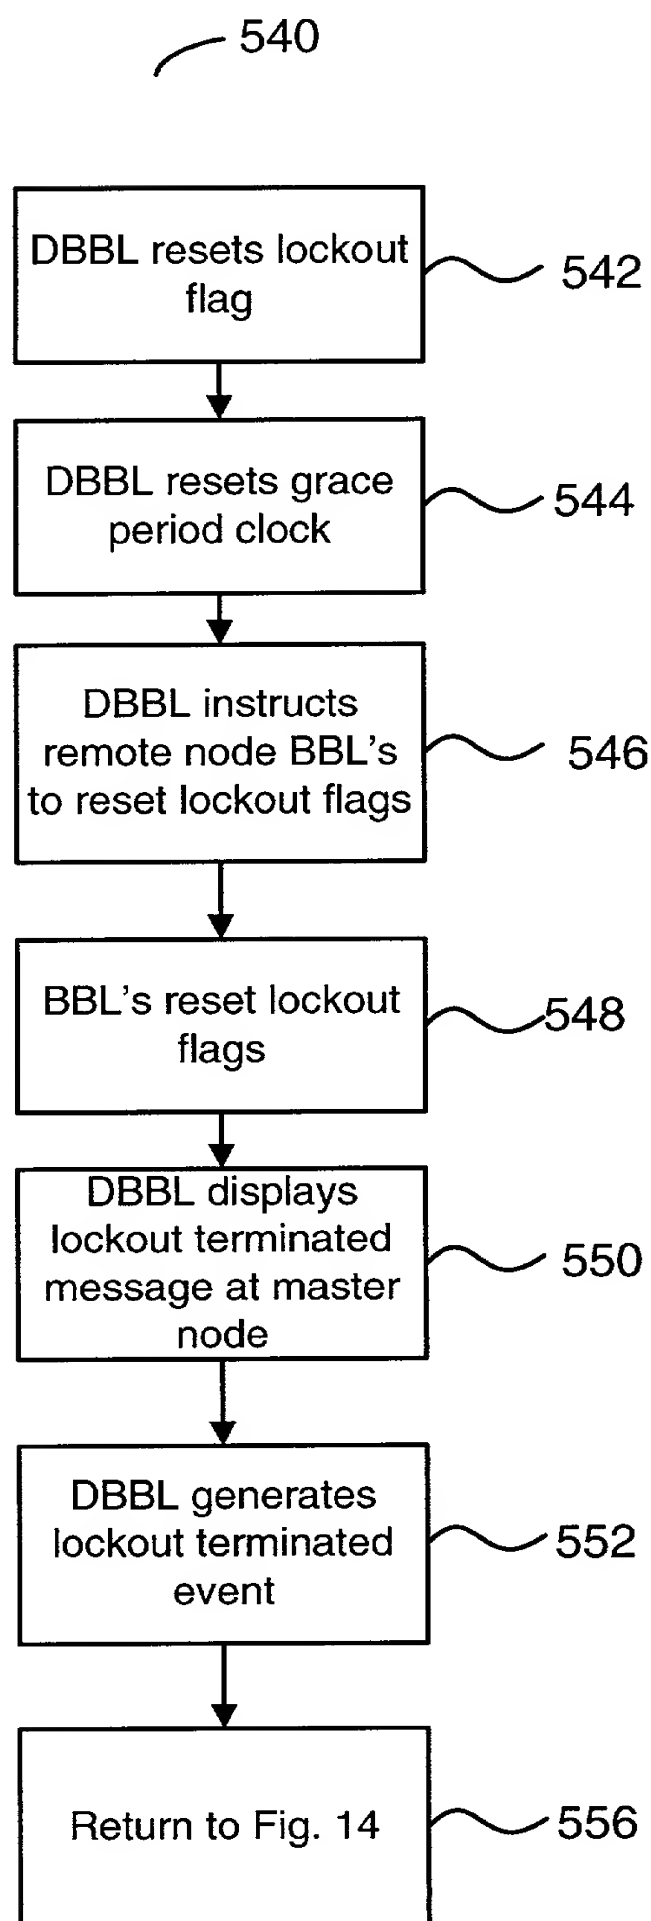 540
DBBL resets lockout
flag
542
DBBL resets grace
period clock
544
DBBL instructs
remote node BBL's
to reset lockout flags
546
BBL's reset lockout
flags
548
DBBL displays
lockout terminated
message at master
node
550
DBBL generates
lockout terminated
event
552
Return to Fig. 14
556